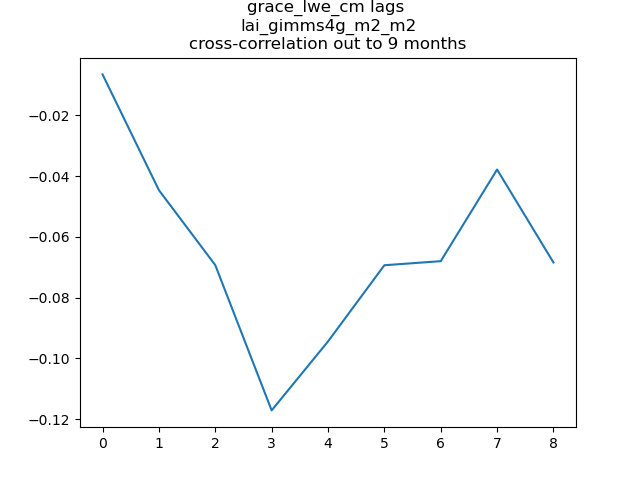 grace_lwe_cm lags
lai_gimms4g_m2_m2
cross-correlation out to 9 months
−0.02
−0.04
−0.06
−0.08
−0.10
−0.12
0 1 2 3 4 5 6 7 8